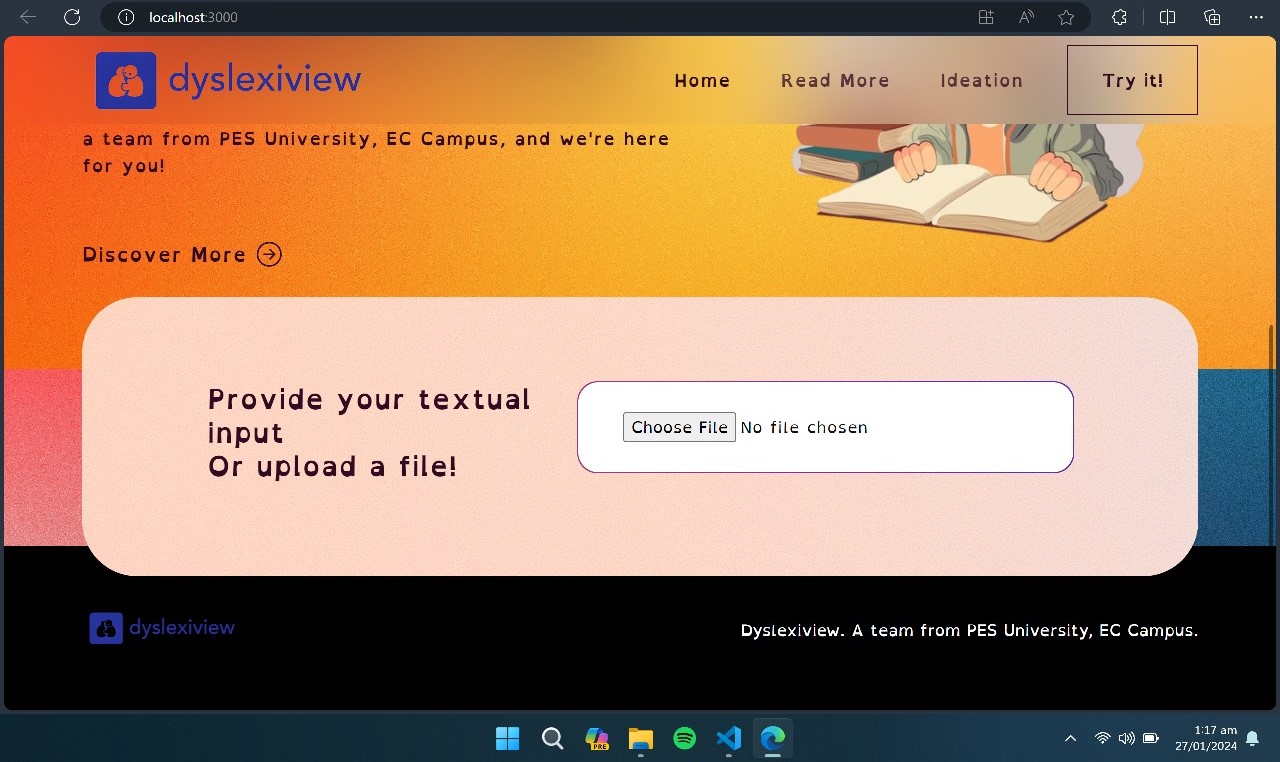 localhost:3000
dyslexiview
Home
Read More
Ideation
Try it!
a team from PES University, EC Campus, and we're here
for you!
Discover More
Provide your textual
input
Or upload a file!
Choose File No file chosen
dyslexiview
Dyslexiview. A team from PES University, EC Campus.
PRE
1:17 am
27/01/2024